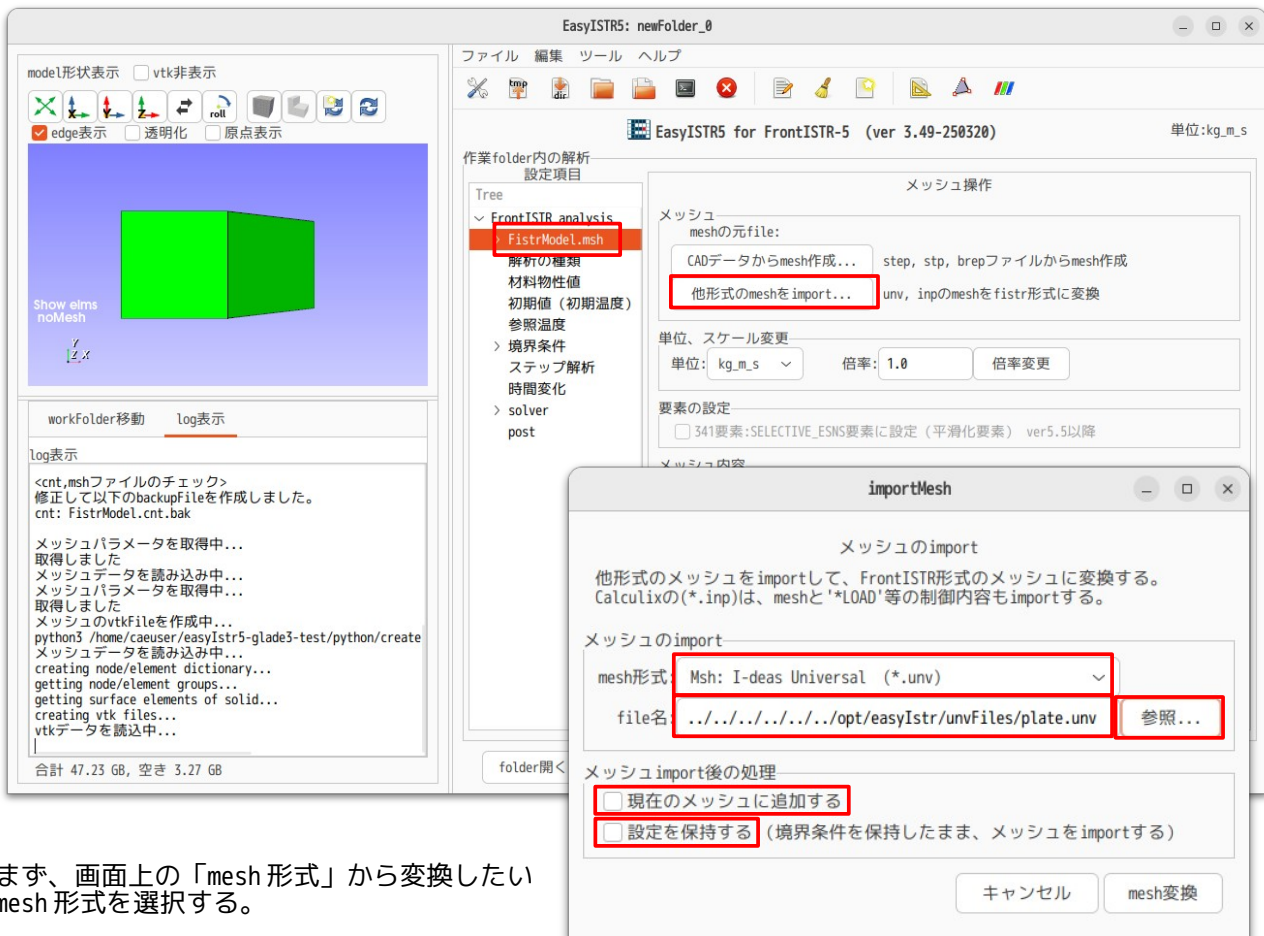 EasyISTR5: newFolder_0
model形状表示 vtk非表示
edge表示 透明化 原点表示
roll
Show elms
noMesh
Y
Z X
workFolder移動 log表示
log表示
<cnt,mshファイルのチェック>
修正して以下のbackupFileを作成しました。
cnt: FistrModel.cnt.bak
メッシュパラメータを取得中...
取得しました
メッシュデータを読み込み中...
メッシュパラメータを取得中...
取得しました
メッシュのvtkFileを作成中...
python3 /home/caeuser/easyIstr5-glade3-test/python/create
メッシュデータを読み込み中...
creating node/element dictionary...
getting node/element groups...
getting surface elements of solid...
creating vtk files...
vtkデータを読込中...
合計 47.23 GB, 空き 3.27 GB
ファイル 編集 ツール ヘルプ
tmp dir
EasyISTR5 for FrontISTR-5 (ver 3.49-250320) 単位:kg_m_s
作業folder内の解析
設定項目
Tree
FrontISTR analysis
FistrModel.msh
解析の種類
材料物性値
初期値（初期温度）
参照温度
境界条件
ステップ解析
時間変化
solver
post
folder開く
メッシュ操作
メッシュ
meshの元file:
CADデータからmesh作成... step, stp, brepファイルからmesh作成
他形式のmeshをimport... unv, inpのmeshをfistr形式に変換
単位、スケール変更
単位: kg_m_s 倍率: 1.0 倍率変更
要素の設定
341要素:SELECTIVE_ESNS要素に設定（平滑化要素） ver5.5以降
メッシュ内容
importMesh
メッシュのimport
他形式のメッシュをimportして、FrontISTR形式のメッシュに変換する。
Calculixの(*.inp)は、meshと'*LOAD'等の制御内容もimportする。
メッシュのimport
mesh形式: Msh: I-deas Universal (*.unv)
file名: ../../../../../../opt/easyIstr/unvFiles/plate.unv 参照...
メッシュimport後の処理
現在のメッシュに追加する
設定を保持する（境界条件を保持したまま、メッシュをimportする）
キャンセル mesh変換
まず、画面上の「mesh 形式」から変換したい
mesh 形式を選択する。